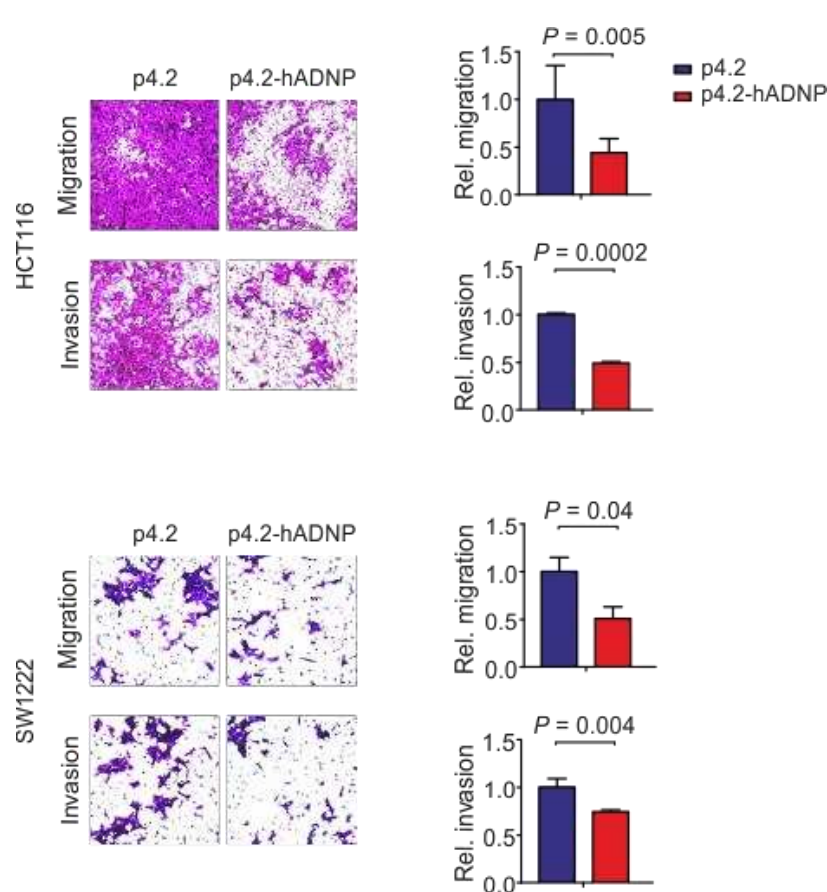 p4.2 p4.2-hADNP
HCT116
Migration
Invasion
P = 0.005
Rel. migration
1.5
1.0
0.5
0.0
p4.2
p4.2-hADNP
P = 0.0002
Rel. invasion
1.5
1.0
0.5
0.0
p4.2 p4.2-hADNP
SW1222
Migration
Invasion
P = 0.04
Rel. migration
1.5
1.0
0.5
0.0
P = 0.004
Rel. invasion
1.5
1.0
0.5
0.0